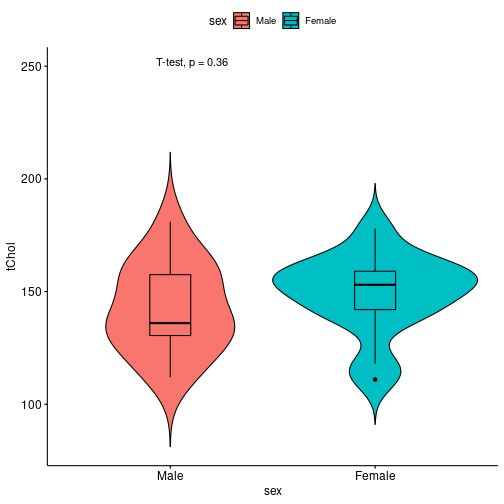 sex Male Female
T-test, p = 0.36
250
200
150
100
tChol
Male Female
sex